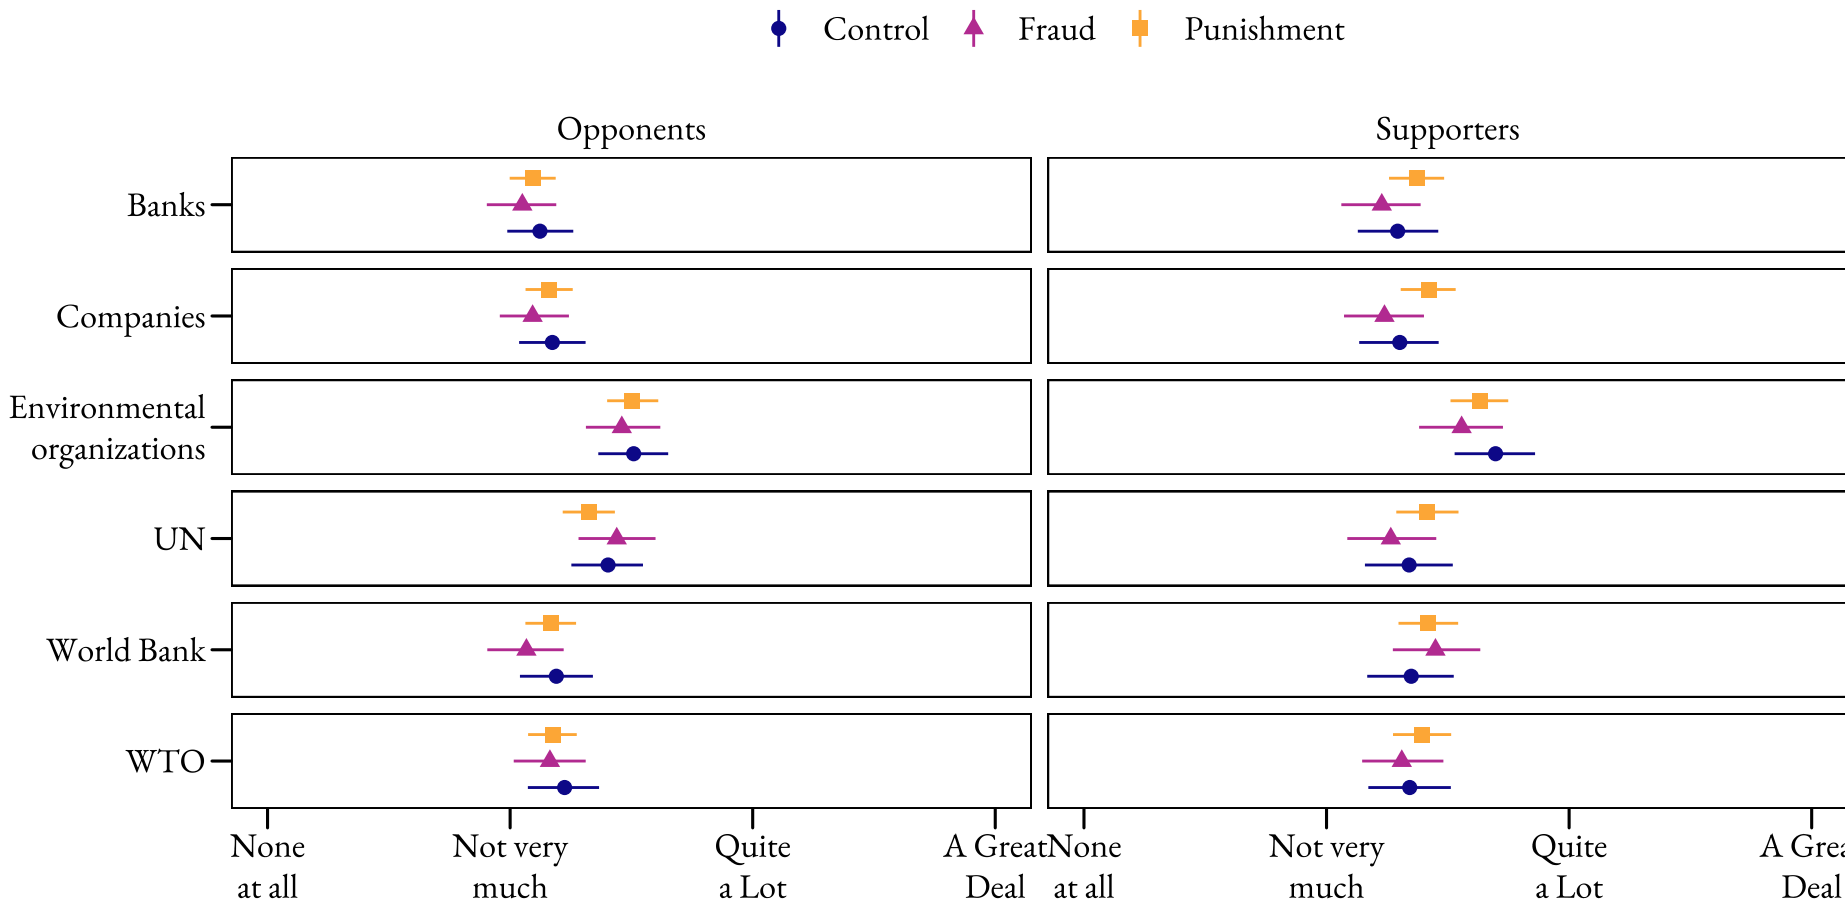 Control Fraud Punishment
Opponents Supporters
Banks
Companies
Environmental
organizations
UN
World Bank
WTO
None Not very Quite A Great None Not very Quite A Grea
at all much a Lot Deal at all much a Lot Deal